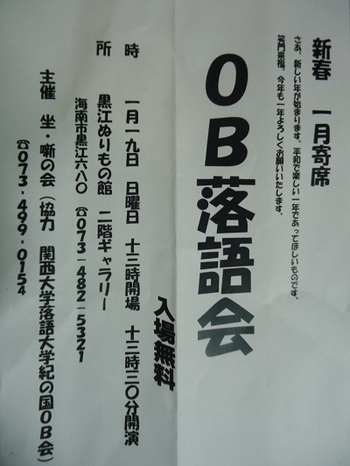 新春　一月寄席
さあ、新しい年が始まります。平和で楽しい一年であってほしいものです。
笑門来福。今年も一年よろしくお願いいたします。
OB落語会
入場無料
時　一月一九日　日曜日　十三時開場　十三時三〇分開演
所　黒江ぬりもの館　二階ギャラリー
海南市黒江六八〇　☎073-482-5321
主催　坐・噺の会（協力　関西大学落語大学紀の国OB会）
☎073-499-0154